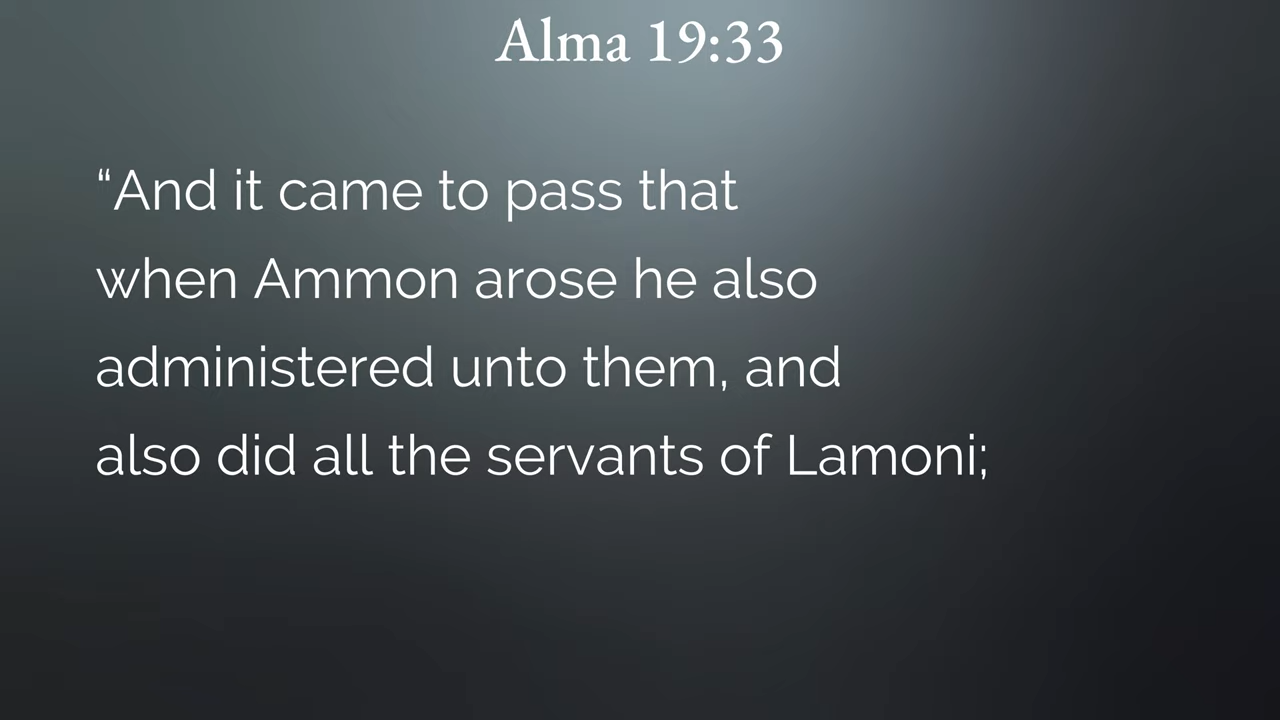 Alma 19:33
“And it came to pass that
when Ammon arose he also
administered unto them, and
also did all the servants of Lamoni;